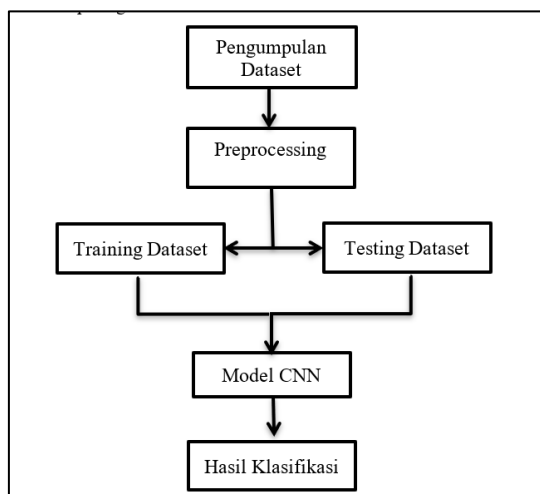 Pengumpulan
Dataset
Preprocessing
Training Dataset
Testing Dataset
Model CNN
Hasil Klasifikasi